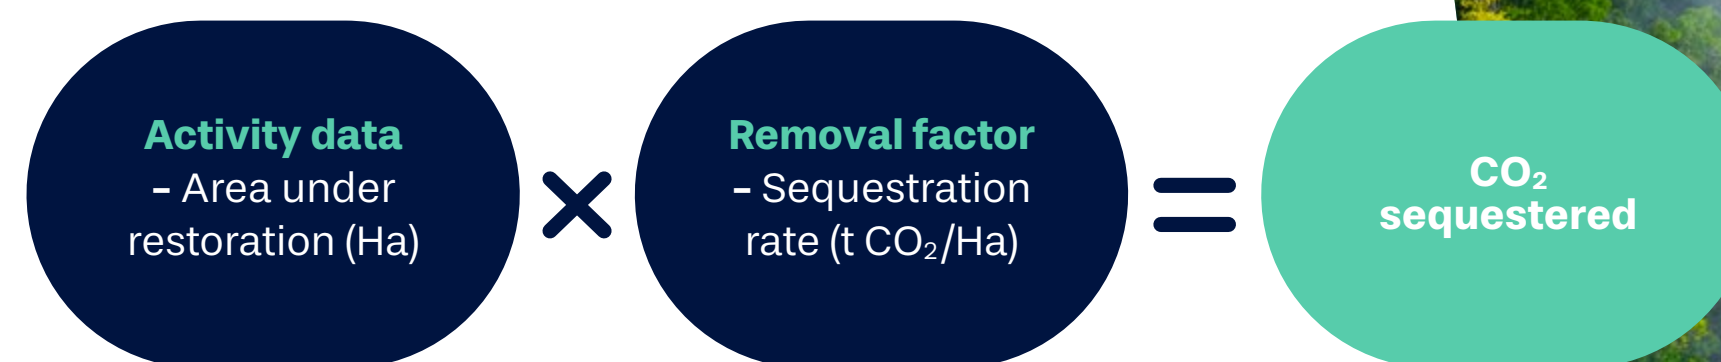 Activity data
- Area under
restoration (Ha)
×
Removal factor
- Sequestration
rate (t CO₂/Ha)
=
CO₂
sequestered